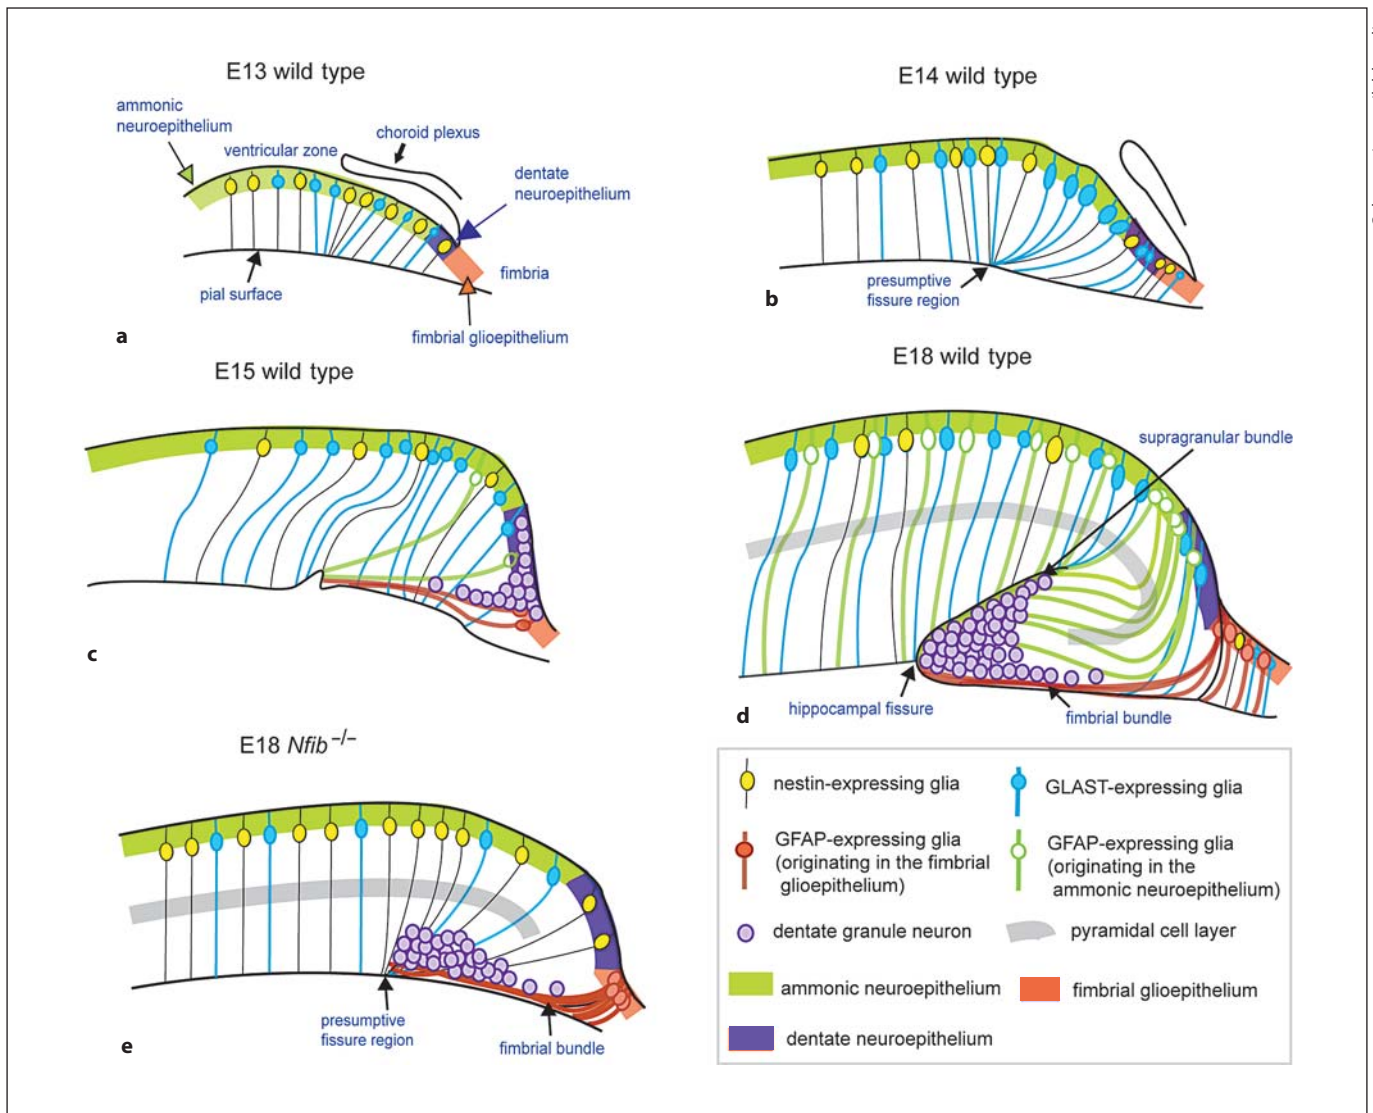 E13 wild type
ammonic
neuroepithelium
ventricular zone
choroid plexus
dentate
neuroepithelium
fimbria
pial surface
fimbrial glioepithelium
a
E14 wild type
presumptive
fissure region
b
E15 wild type
c
E18 wild type
supragranular bundle
hippocampal fissure
fimbrial bundle
d
E18 Nfib –/–
presumptive
fissure region
fimbrial bundle
e
nestin-expressing glia
GLAST-expressing glia
GFAP-expressing glia
(originating in the fimbrial
glioepithelium)
GFAP-expressing glia
(originating in the
ammonic neuroepithelium)
dentate granule neuron
pyramidal cell layer
ammonic neuroepithelium
fimbrial glioepithelium
dentate neuroepithelium